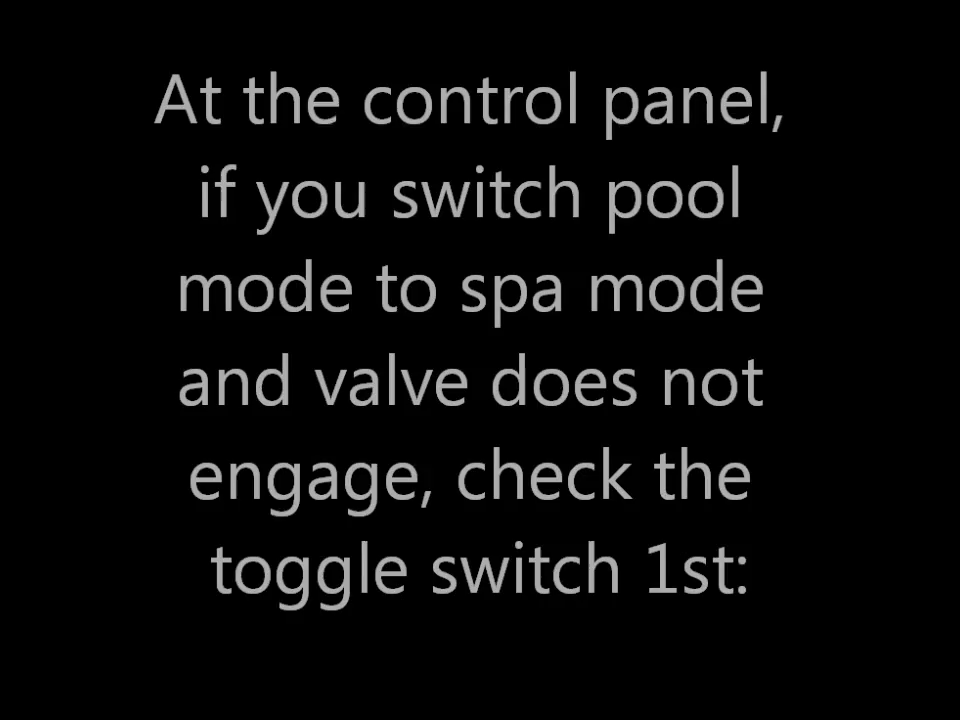 At the control panel,
if you switch pool
mode to spa mode
and valve does not
engage, check the
toggle switch 1st: